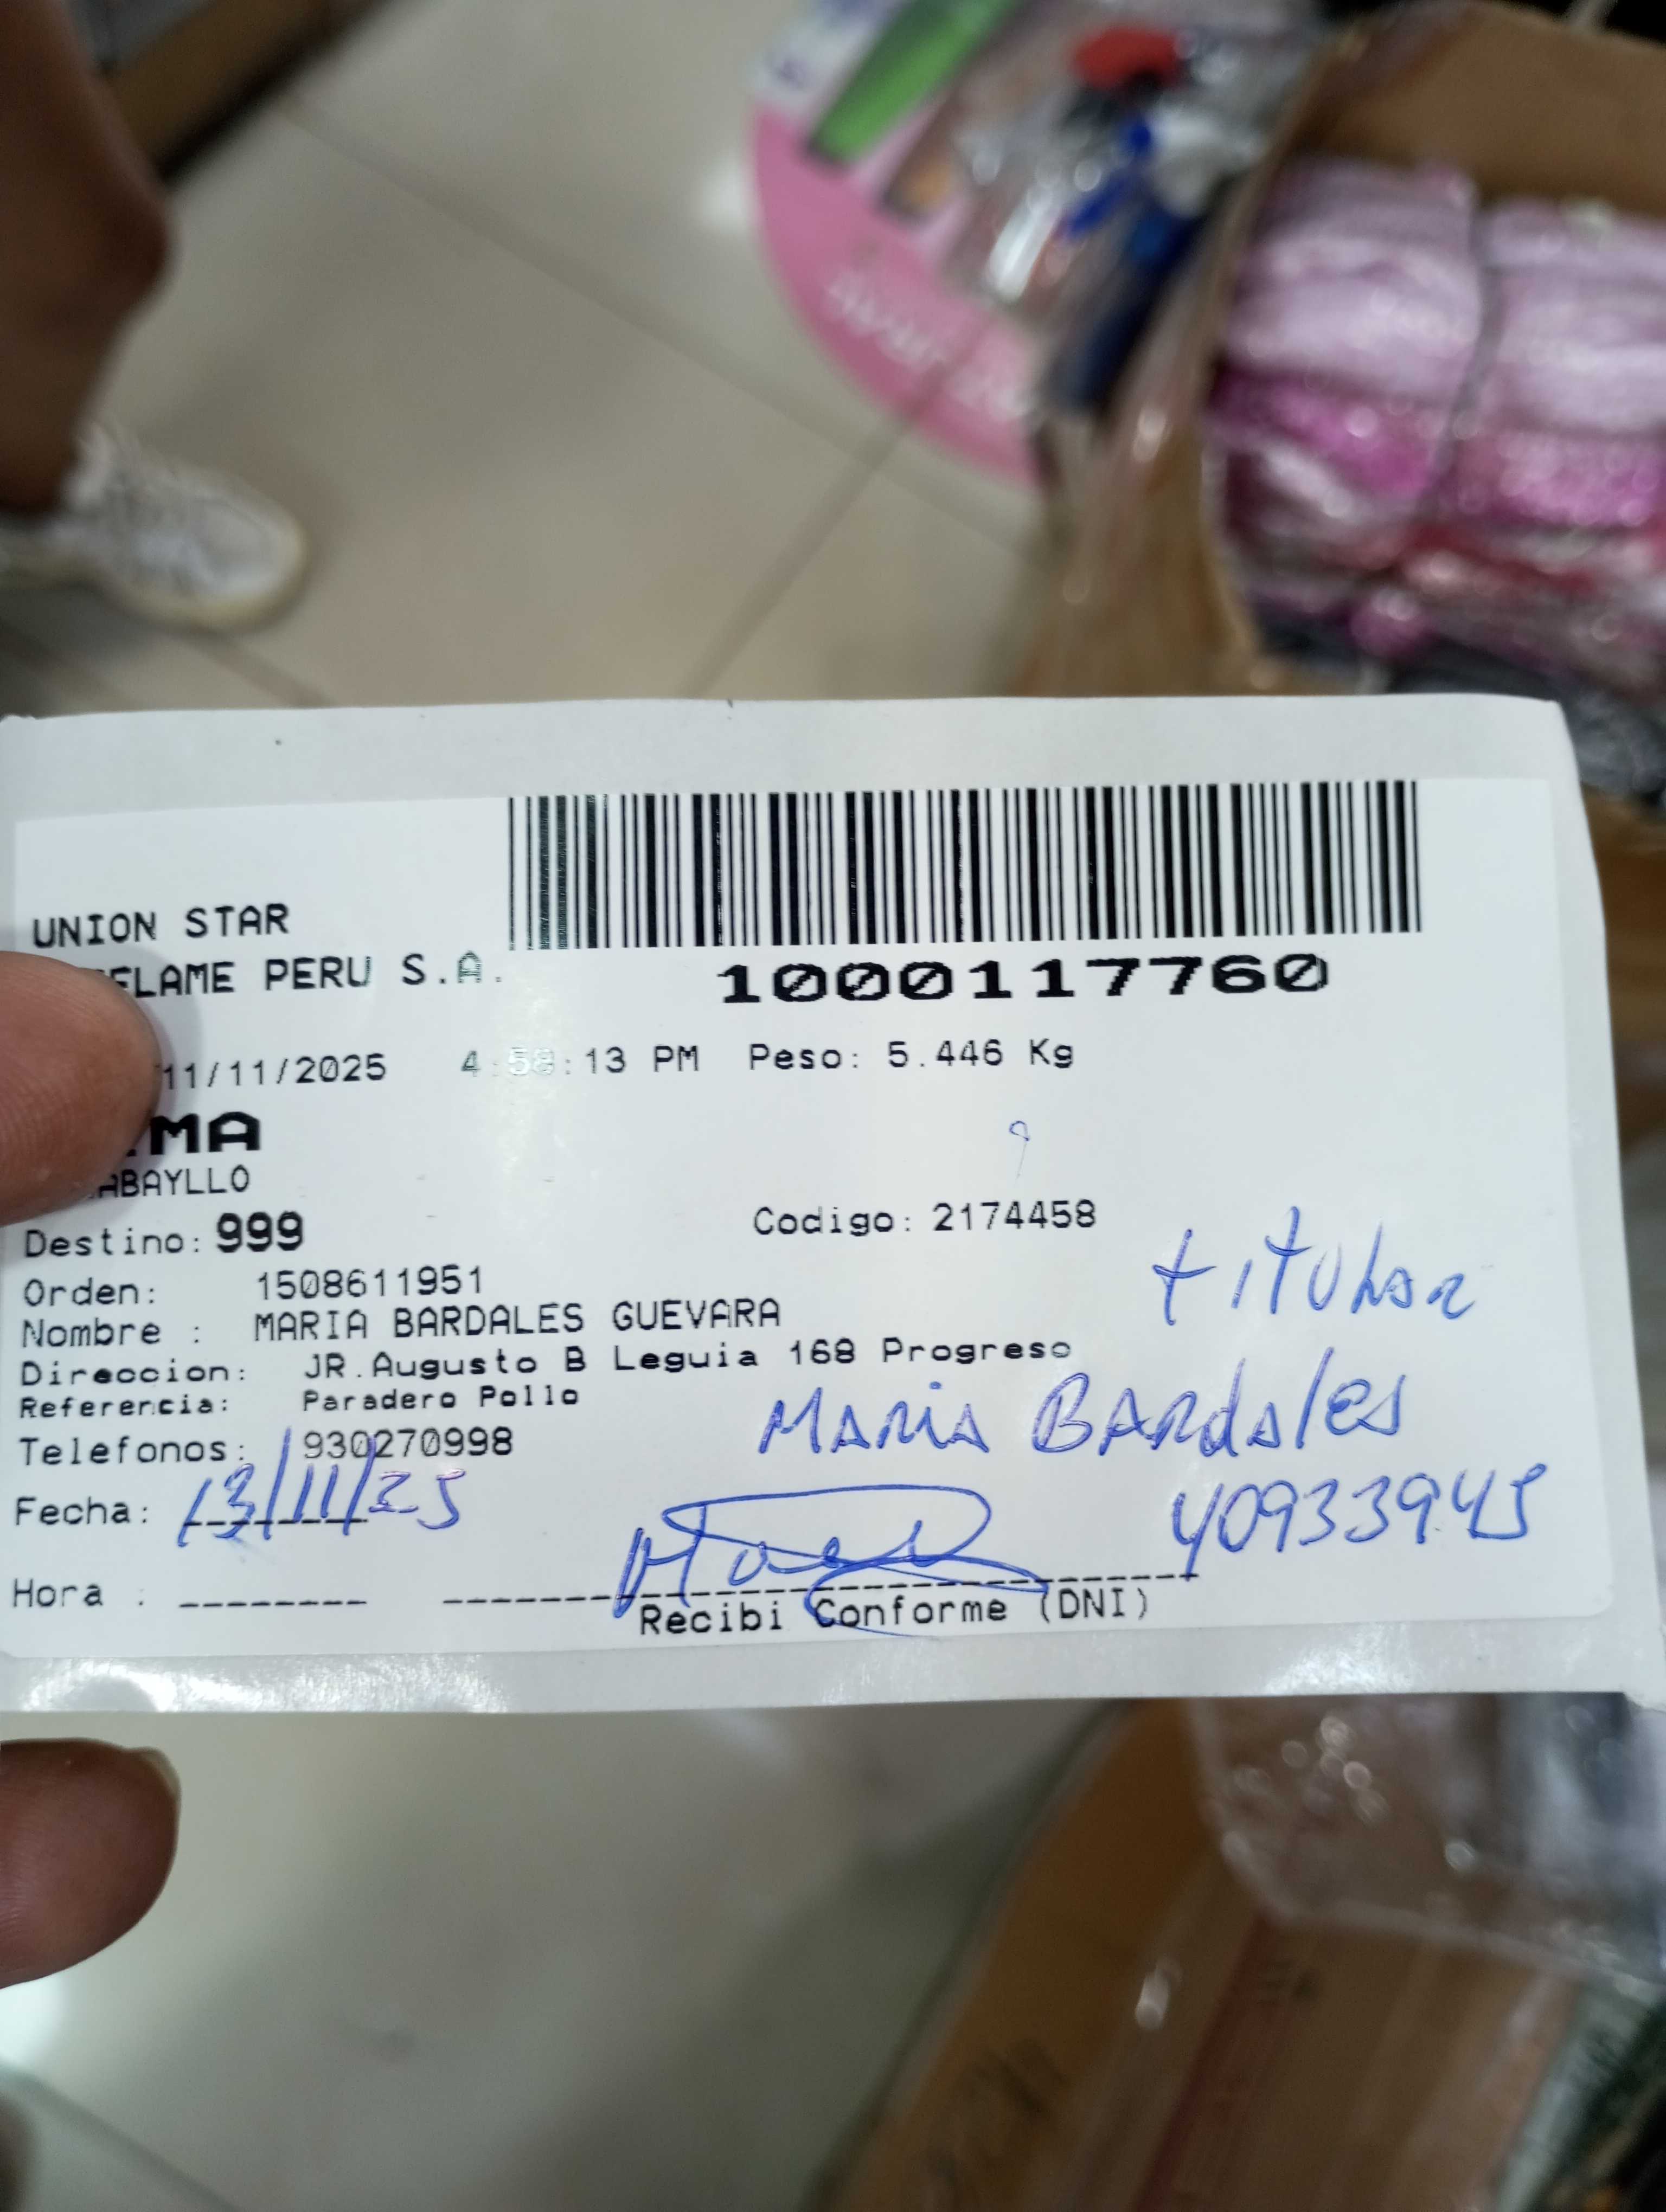 UNION STAR
ELAME PERU S.A.
1000117760
11/11/2025 4:58:13 PM Peso: 5.446 Kg
MA
ABAYLLO
Destino: 999
Codigo: 2174458
titular
Orden: 1508611951
Nombre : MARIA BARDALES GUEVARA
Direccion: JR.Augusto B Leguia 168 Progreso
Referencia: Paradero Pollo
Maria Bardales
Telefonos: 930270998
Fecha: 13/11/25
40933945
Hora :
Recibi Conforme (DNI)